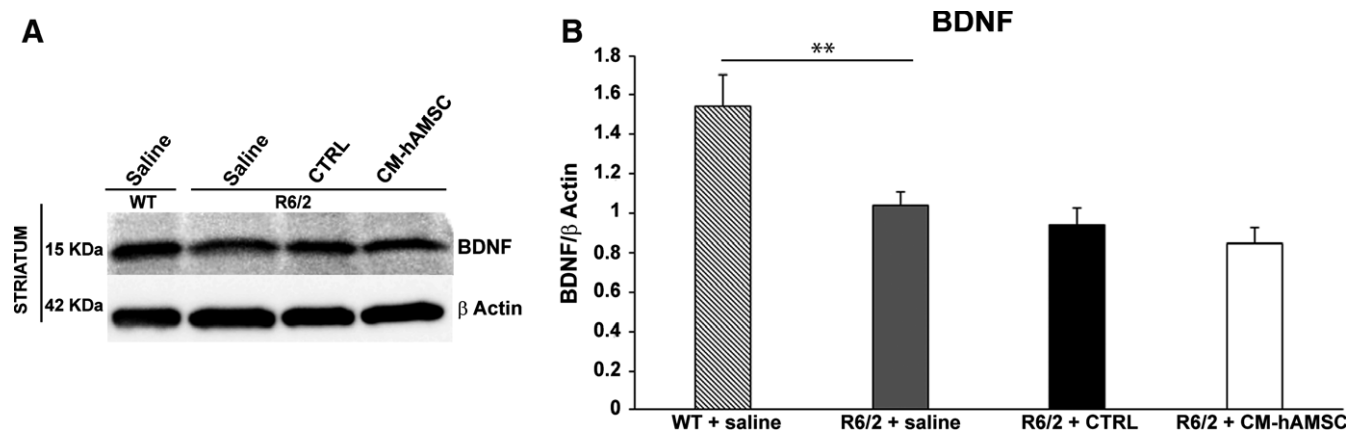 A
Saline
Saline
CTRL
CM-hAMSC
WT
R6/2
STRIATUM
15 KDa
BDNF
42 KDa
β Actin
B
BDNF
**
BDNF/β Actin
1.8
1.6
1.4
1.2
1
0.8
0.6
0.4
0.2
0
WT + saline
R6/2 + saline
R6/2 + CTRL
R6/2 + CM-hAMSC